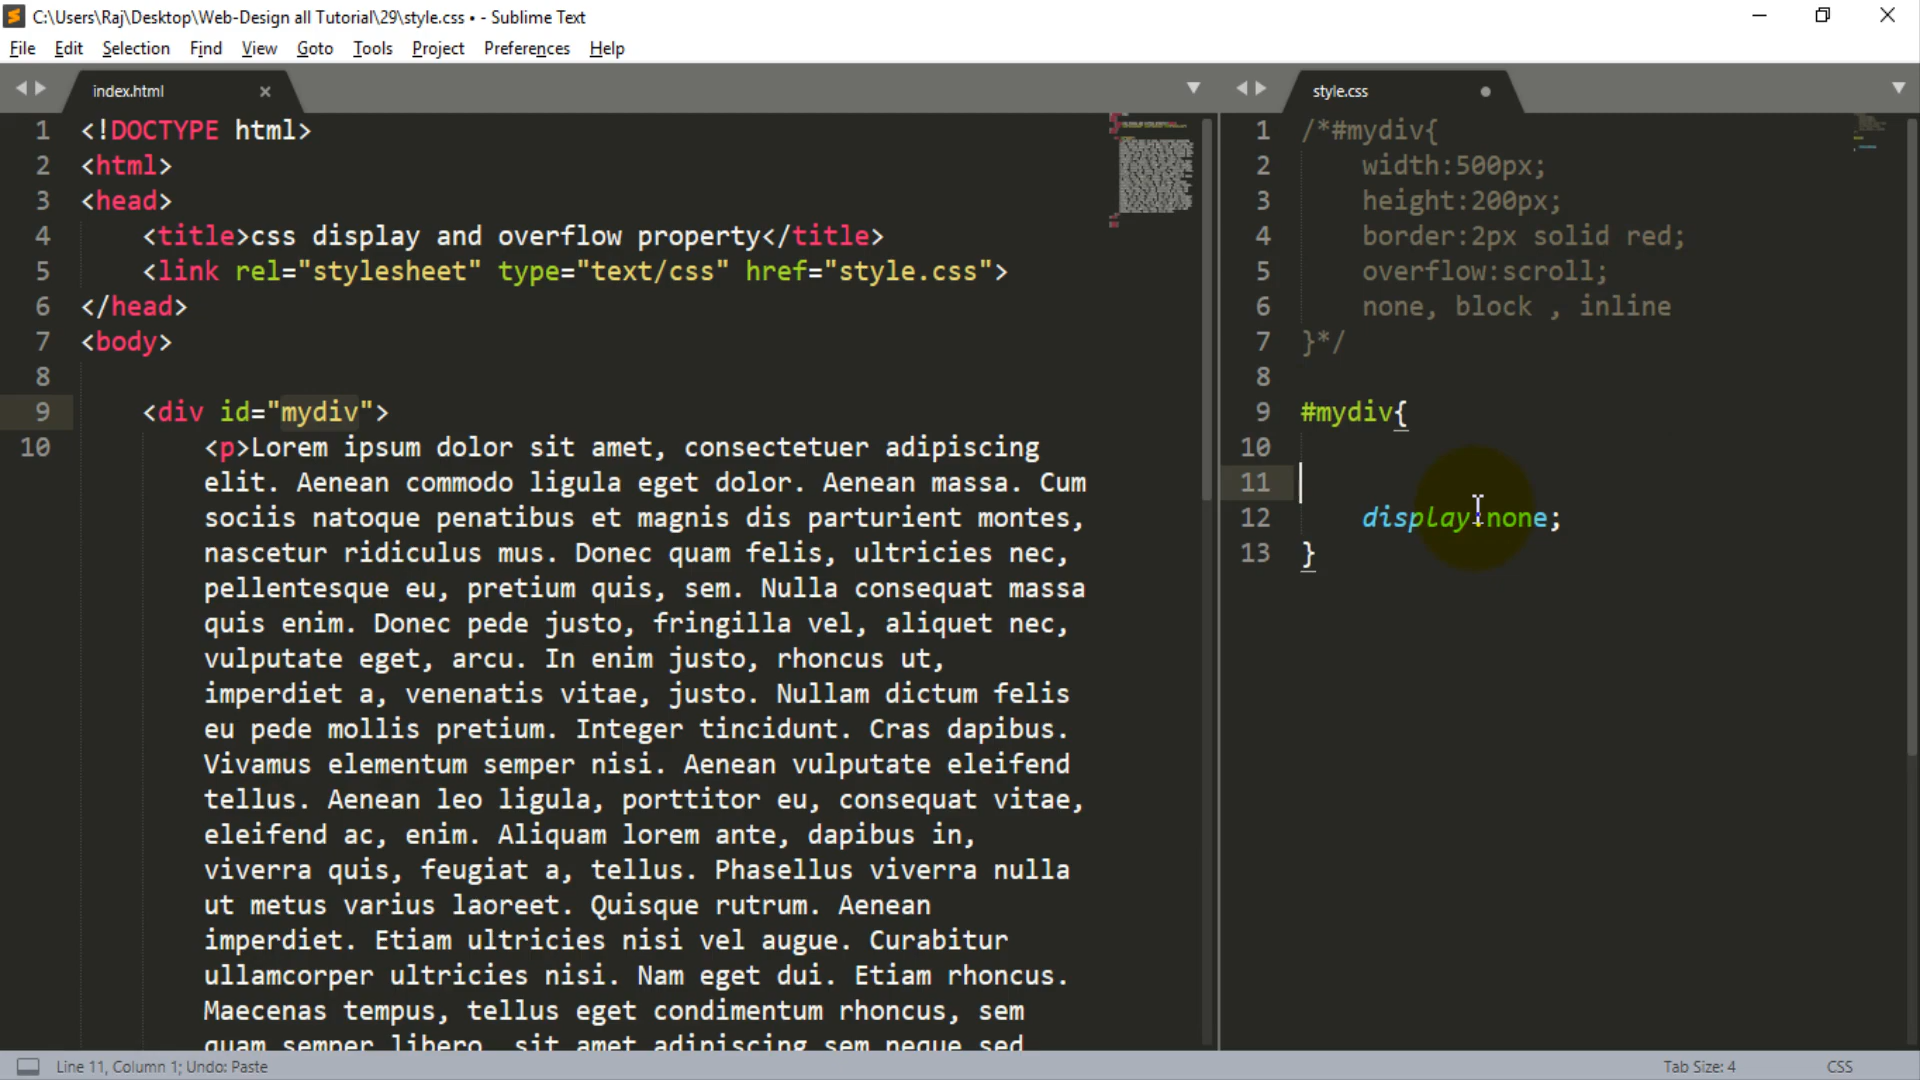 C:\Users\Raj\Desktop\Web-Design all Tutorial\29\style.css • - Sublime Text
File Edit Selection Find View Goto Tools Project Preferences Help
index.html
1 <!DOCTYPE html>
2 <html>
3 <head>
4 <title>css display and overflow property</title>
5 <link rel="stylesheet" type="text/css" href="style.css">
6 </head>
7 <body>
8
9 <div id="mydiv">
10 <p>Lorem ipsum dolor sit amet, consectetuer adipiscing
elit. Aenean commodo ligula eget dolor. Aenean massa. Cum
sociis natoque penatibus et magnis dis parturient montes,
nascetur ridiculus mus. Donec quam felis, ultricies nec,
pellentesque eu, pretium quis, sem. Nulla consequat massa
quis enim. Donec pede justo, fringilla vel, aliquet nec,
vulputate eget, arcu. In enim justo, rhoncus ut,
imperdiet a, venenatis vitae, justo. Nullam dictum felis
eu pede mollis pretium. Integer tincidunt. Cras dapibus.
Vivamus elementum semper nisi. Aenean vulputate eleifend
tellus. Aenean leo ligula, porttitor eu, consequat vitae,
eleifend ac, enim. Aliquam lorem ante, dapibus in,
viverra quis, feugiat a, tellus. Phasellus viverra nulla
ut metus varius laoreet. Quisque rutrum. Aenean
imperdiet. Etiam ultricies nisi vel augue. Curabitur
ullamcorper ultricies nisi. Nam eget dui. Etiam rhoncus.
Maecenas tempus, tellus eget condimentum rhoncus, sem
quam semper libero, sit amet adipiscing sem neque sed
style.css
1 /*#mydiv{
2 width:500px;
3 height:200px;
4 border:2px solid red;
5 overflow:scroll;
6 none, block , inline
7 }*/
8
9 #mydiv{
10
11
12 display:none;
13 }
Line 11, Column 1; Undo: Paste
Tab Size: 4
CSS